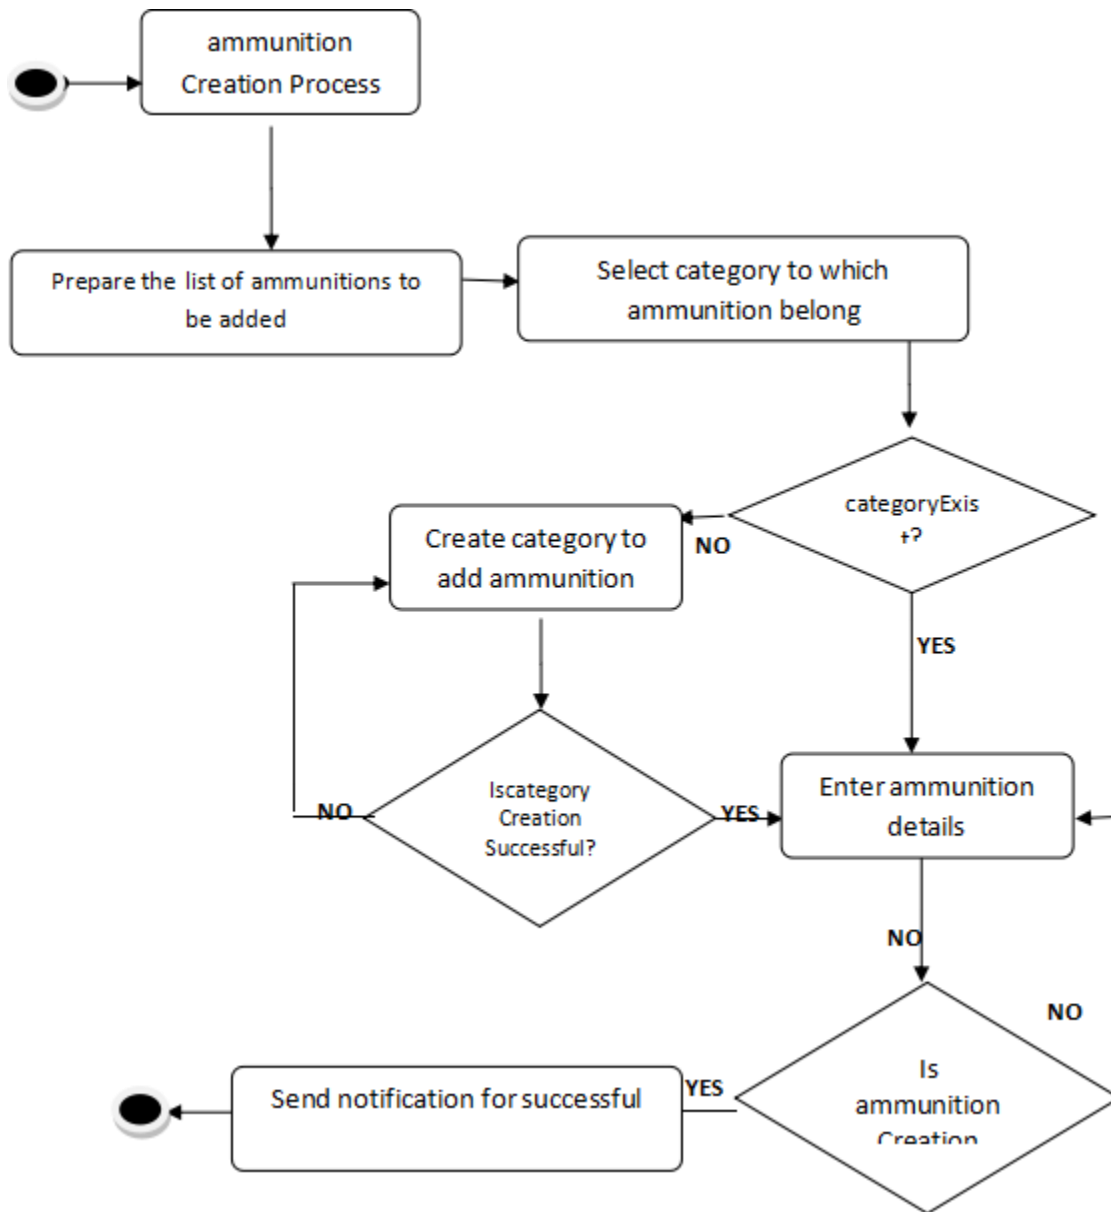 ammunition
Creation Process
Prepare the list of ammunitions to
be added
Select category to which
ammunition belong
categoryExis
t?
NO
Create category to
add ammunition
YES
Iscategory
Creation
Successful?
NO
YES
Enter ammunition
details
NO
NO
Is
ammunition
Creation
YES
Send notification for successful